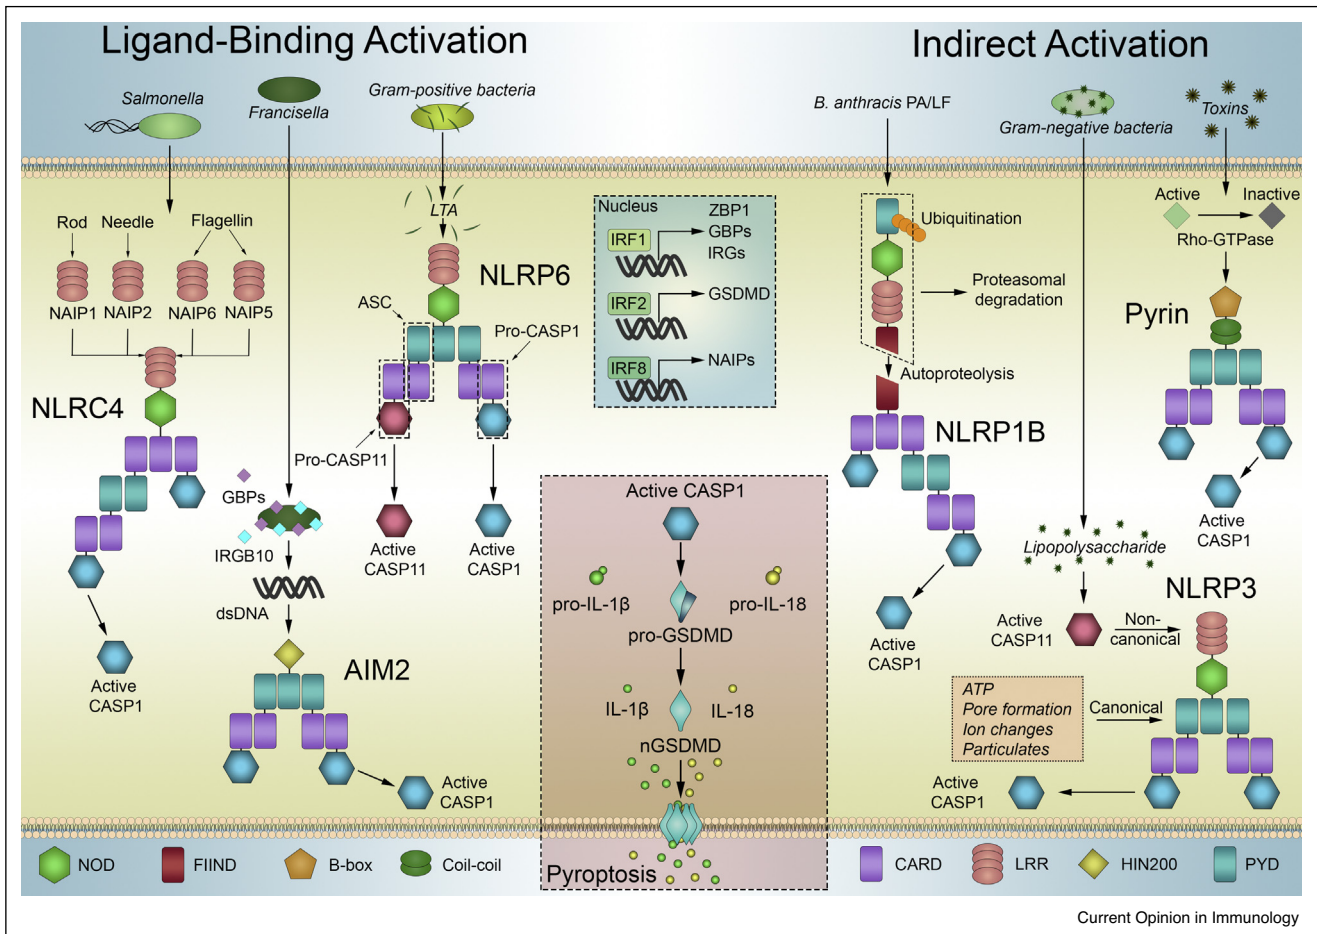 Ligand-Binding Activation
Indirect Activation
Salmonella
Francisella
Gram-positive bacteria
B. anthracis PA/LF
Gram-negative bacteria
Toxins
Rod
Needle
Flagellin
NAIP1
NAIP2
NAIP6
NAIP5
NLRC4
Active
CASP1
GBPs
IRGB10
dsDNA
AIM2
Active
CASP1
LTA
NLRP6
ASC
Pro-CASP1
Pro-CASP11
Active
CASP11
Active
CASP1
Nucleus
IRF1
ZBP1
GBPs
IRGs
IRF2
GSDMD
IRF8
NAIPs
Active CASP1
pro-IL-1β
pro-IL-18
pro-GSDMD
IL-1β
IL-18
nGSDMD
Pyroptosis
Ubiquitination
Proteasomal
degradation
Autoproteolysis
NLRP1B
Active
CASP1
Lipopolysaccharide
Active
CASP11
Non-
canonical
NLRP3
ATP
Pore formation
Ion changes
Particulates
Canonical
Active
CASP1
Active
Inactive
Rho-GTPase
Pyrin
Active
CASP1
NOD
FIIND
B-box
Coil-coil
CARD
LRR
HIN200
PYD
Current Opinion in Immunology